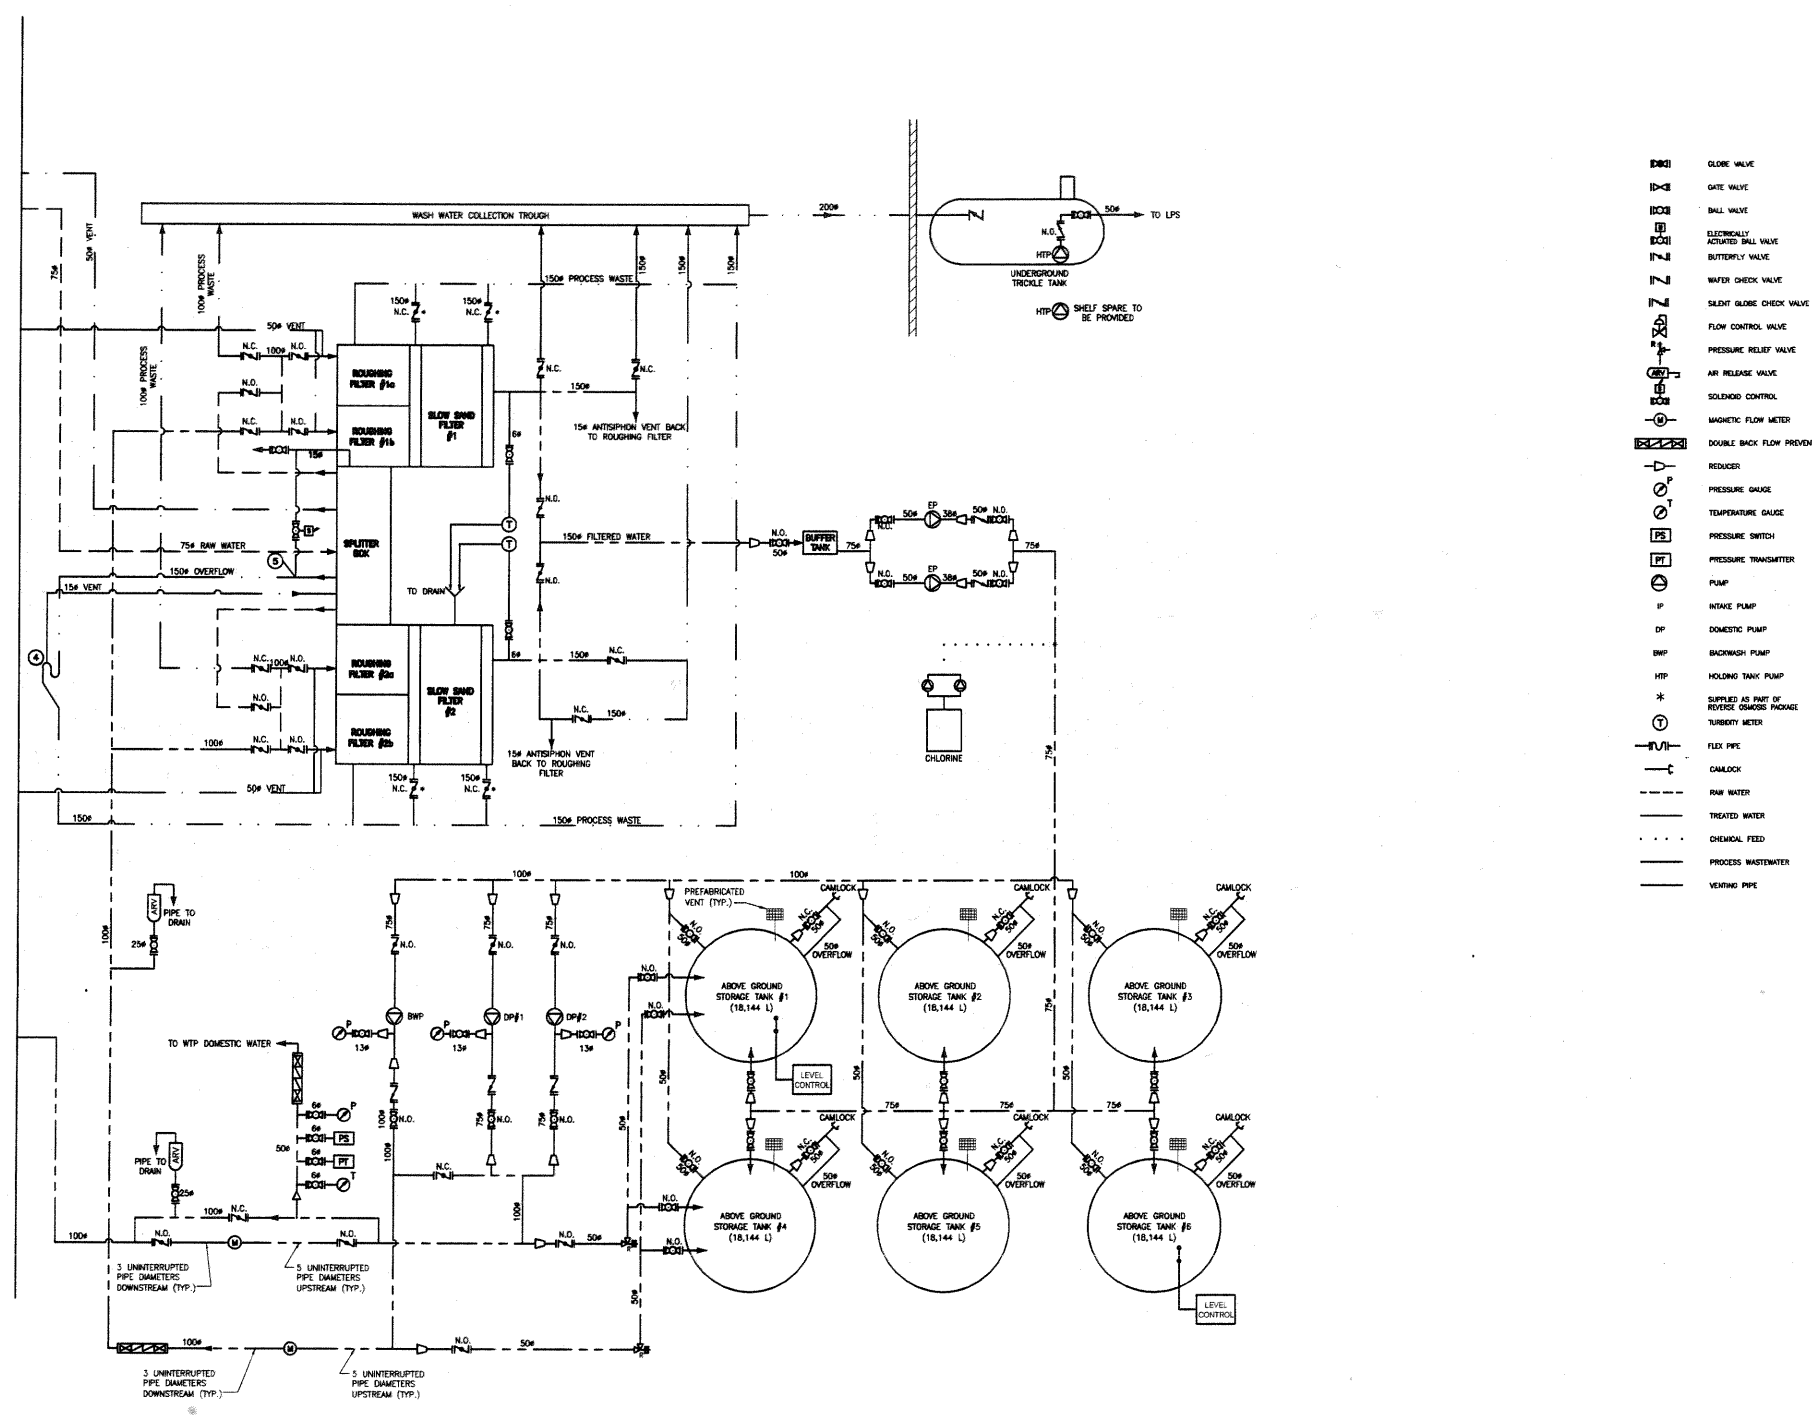 WASH WATER COLLECTION TROUGH
200ø
50ø
TO LPS
N.O.
HTP
UNDERGROUND
TRICKLE TANK
HTP
SHELF SPARE TO
BE PROVIDED
50ø VENT
75ø
100ø PROCESS
WASTE
100ø PROCESS
WASTE
150ø PROCESS WASTE
150ø
150ø
150ø
150ø
N.C.
*
150ø
N.C.
*
50ø VENT
N.C.
100ø
N.O.
N.O.
N.C.
N.O.
ROUGHING
FILTER #1a
ROUGHING
FILTER #1b
SLOW SAND
FILTER
#1
N.C.
N.C.
150ø
6ø
15ø ANTISIPHON VENT BACK
TO ROUGHING FILTER
15ø
S
SPLITTER
BOX
75ø RAW WATER
5
150ø OVERFLOW
15ø VENT
T
T
TO DRAIN
N.O.
150ø FILTERED WATER
N.O.
N.O.
50ø
BUFFER
TANK
75ø
N.O.
50ø
EP
38ø
50ø N.O.
75ø
N.O.
50ø
EP
38ø
50ø N.O.
4
N.C.
100ø
N.O.
N.O.
100ø
N.C.
N.O.
ROUGHING
FILTER #2a
ROUGHING
FILTER #2b
SLOW SAND
FILTER
#2
6ø
150ø
N.C.
N.C.
150ø
15ø ANTISIPHON VENT
BACK TO ROUGHING
FILTER
50ø VENT
150ø
N.C.
*
150ø
N.C.
*
150ø
150ø PROCESS WASTE
CHLORINE
75ø
75ø
ARV
PIPE TO
DRAIN
25ø
100ø
100ø
100ø
75ø
N.O.
75ø
N.O.
75ø
N.O.
BWP
DP#1
DP#2
P
13ø
P
13ø
P
13ø
100ø
N.O.
75ø
N.O.
75ø
N.O.
100ø
N.C.
100ø
PREFABRICATED
VENT (TYP.)
CAMLOCK
N.C.
50ø
50ø
OVERFLOW
N.O.
50ø
ABOVE GROUND
STORAGE TANK #1
(18,144 L)
CAMLOCK
N.C.
50ø
50ø
OVERFLOW
N.O.
50ø
ABOVE GROUND
STORAGE TANK #2
(18,144 L)
CAMLOCK
N.C.
50ø
50ø
OVERFLOW
N.O.
50ø
ABOVE GROUND
STORAGE TANK #3
(18,144 L)
N.O.
N.O.
LEVEL
CONTROL
50ø
50ø
50ø
50ø
75ø
75ø
75ø
CAMLOCK
N.C.
50ø
50ø
OVERFLOW
N.O.
50ø
ABOVE GROUND
STORAGE TANK #4
(18,144 L)
CAMLOCK
N.C.
50ø
50ø
OVERFLOW
N.O.
50ø
ABOVE GROUND
STORAGE TANK #5
(18,144 L)
CAMLOCK
N.C.
50ø
50ø
OVERFLOW
N.O.
50ø
ABOVE GROUND
STORAGE TANK #6
(18,144 L)
LEVEL
CONTROL
N.O.
N.O.
TO WTP DOMESTIC WATER
6ø
P
6ø
PS
6ø
PT
6ø
T
50ø
PIPE TO
DRAIN
ARV
25ø
100ø
N.C.
100ø
N.O.
M
N.O.
N.O.
50ø
3 UNINTERRUPTED
PIPE DIAMETERS
DOWNSTREAM (TYP.)
5 UNINTERRUPTED
PIPE DIAMETERS
UPSTREAM (TYP.)
50ø
100ø
M
N.O.
50ø
3 UNINTERRUPTED
PIPE DIAMETERS
DOWNSTREAM (TYP.)
5 UNINTERRUPTED
PIPE DIAMETERS
UPSTREAM (TYP.)
GLOBE VALVE
GATE VALVE
BALL VALVE
ELECTRICALLY
ACTUATED BALL VALVE
BUTTERFLY VALVE
WAFER CHECK VALVE
SILENT GLOBE CHECK VALVE
FLOW CONTROL VALVE
R
PRESSURE RELIEF VALVE
ARV
AIR RELEASE VALVE
S
SOLENOID CONTROL
M
MAGNETIC FLOW METER
DOUBLE BACK FLOW PREVEN
REDUCER
P
PRESSURE GAUGE
T
TEMPERATURE GAUGE
PS
PRESSURE SWITCH
PT
PRESSURE TRANSMITTER
PUMP
IP
INTAKE PUMP
DP
DOMESTIC PUMP
BWP
BACKWASH PUMP
HTP
HOLDING TANK PUMP
*
SUPPLIED AS PART OF
REVERSE OSMOSIS PACKAGE
T
TURBIDITY METER
FLEX PIPE
CAMLOCK
RAW WATER
TREATED WATER
CHEMICAL FEED
PROCESS WASTEWATER
VENTING PIPE